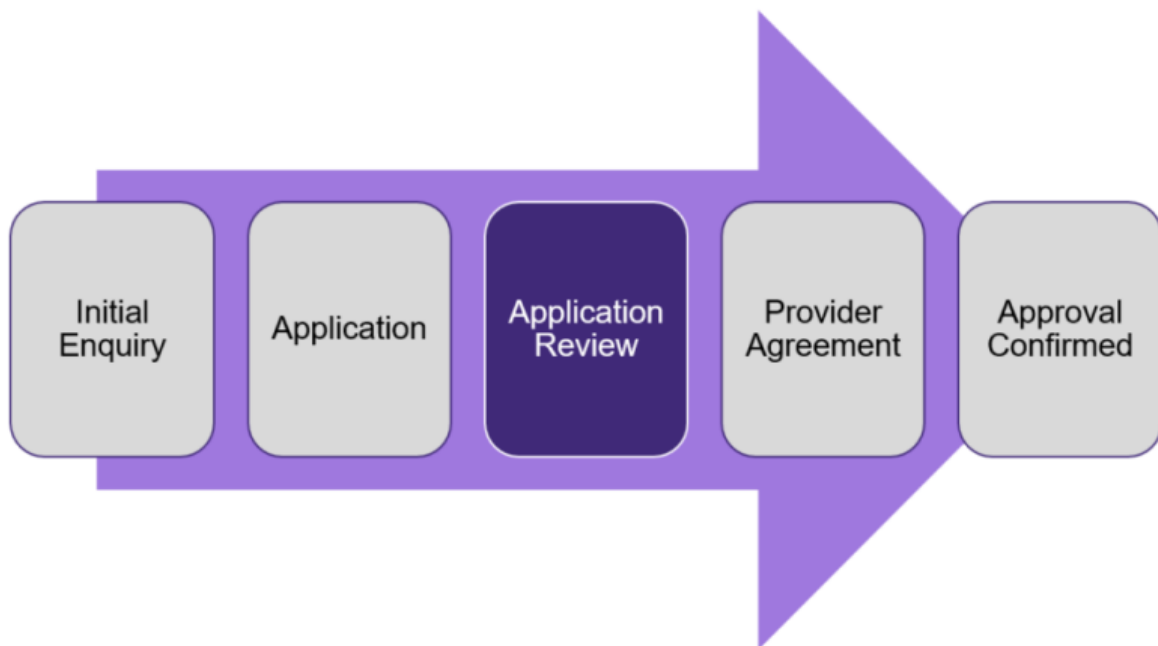 Initial
Enquiry
Application
Application
Review
Provider
Agreement
Approval
Confirmed